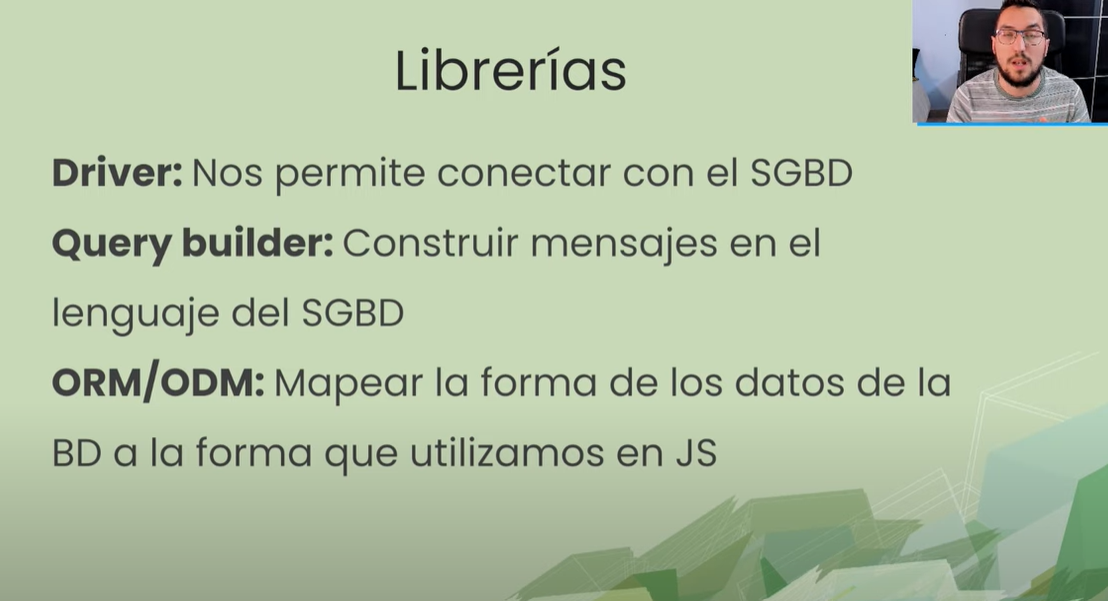 Librerías
Driver: Nos permite conectar con el SGBD
Query builder: Construir mensajes en el
lenguaje del SGBD
ORM/ODM: Mapear la forma de los datos de la
BD a la forma que utilizamos en JS